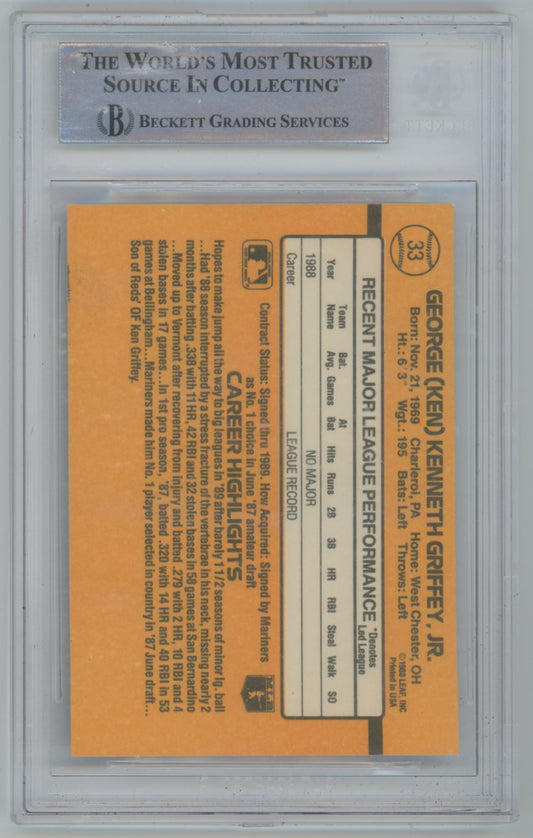 THE WORLD'S MOST TRUSTED
SOURCE IN COLLECTING™
B BECKETT GRADING SERVICES
BECKETT
33
GEORGE (KEN) KENNETH GRIFFEY, JR.
Born: Nov. 21, 1969 Charleroi, PA Home: West Chester, OH
Ht.: 6' 3" Wgt.: 195 Bats: Left Throws: Left
©1988 LEAF, INC
Printed in USA
RECENT MAJOR LEAGUE PERFORMANCE *Denotes Led League
Year Team Name Bat. Avg. Games At Bat Hits Runs 2B 3B HR RBI Steal Walk SO
1988 NO MAJOR
Career LEAGUE RECORD
Contract Status: Signed thru 1989. How Acquired: Signed by Mariners
as No. 1 choice in June '87 amateur draft
CAREER HIGHLIGHTS
Hopes to make jump all the way to big leagues in '89 after barely 1 1/2 seasons of minor lg. ball
...Had '88 season interrupted by a stress fracture of the vertebrae in his neck, missing nearly 2
months after batting .338 with 11 HR, 42 RBI and 32 stolen bases in 58 games at San Bernardino
...Moved up to Vermont after recovering from injury and batted .279 with 2 HR, 10 RBI and 4
stolen bases in 17 games...In 1st pro season, '87, batted .320 with 14 HR and 40 RBI in 53
games at Bellingham...Mariners made him No. 1 player selected in country in '87 June draft...
Son of Reds' OF Ken Griffey.